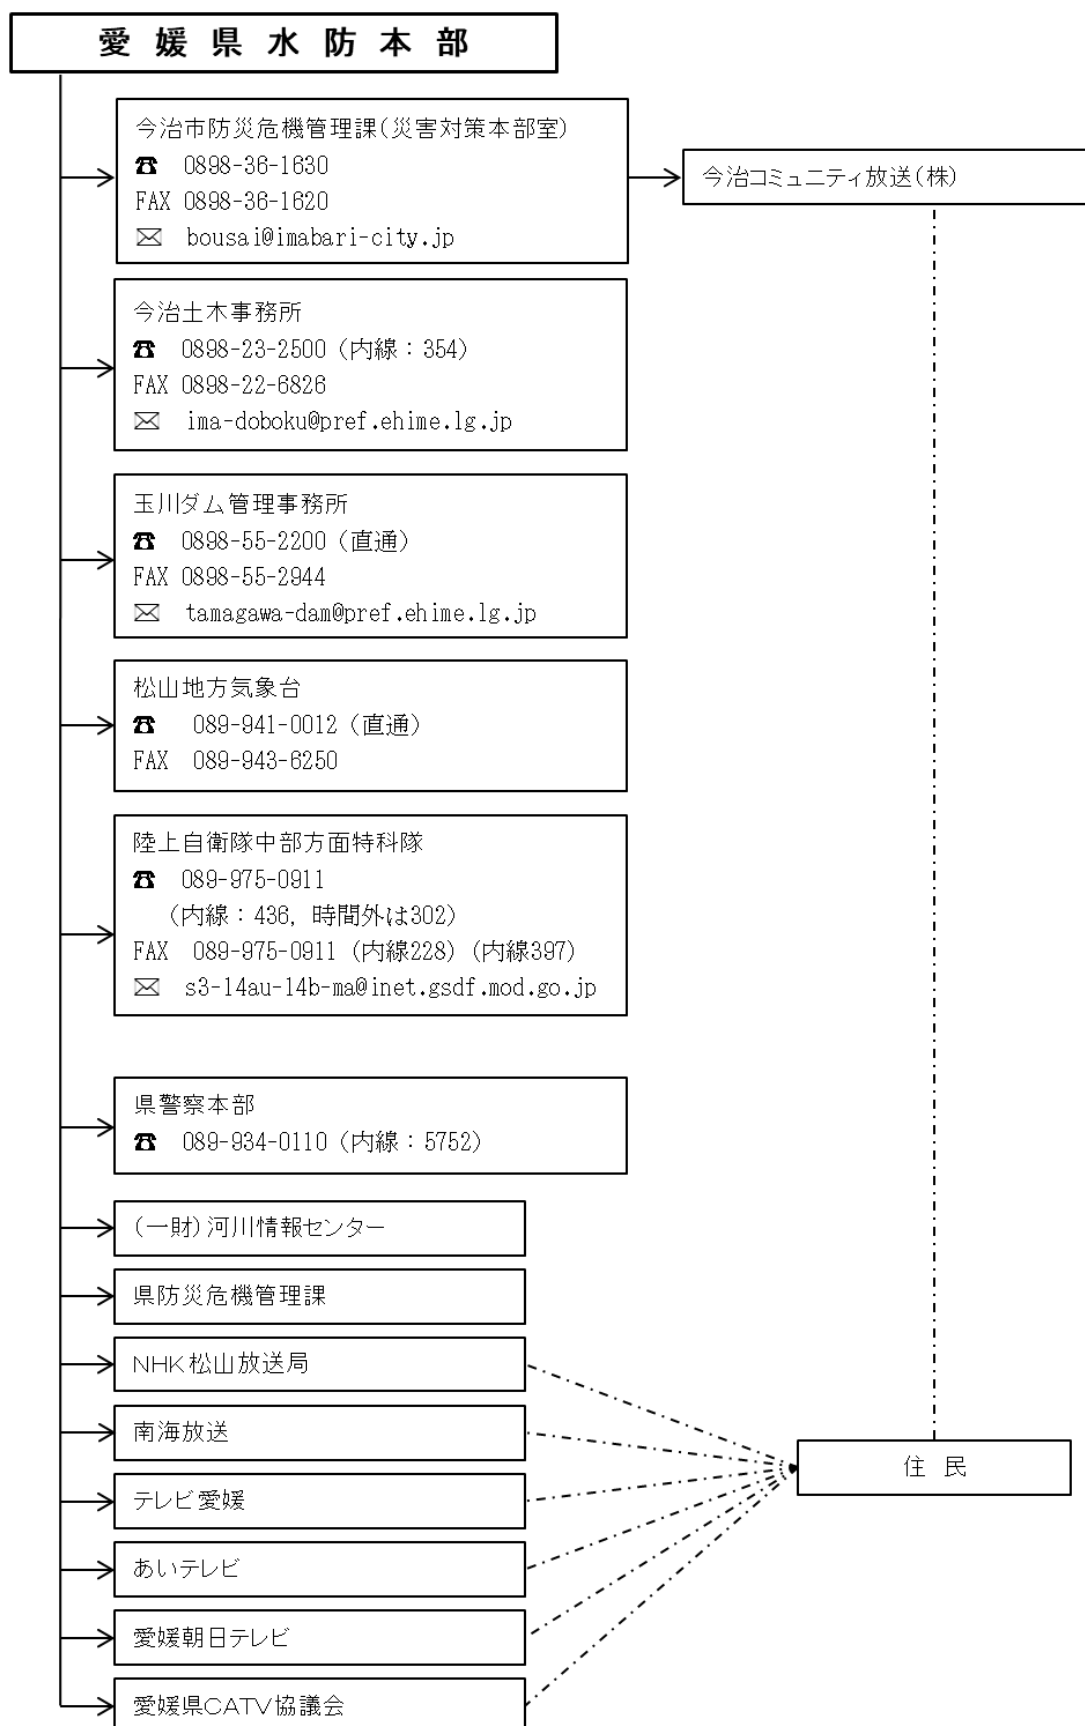 愛媛県水防本部
今治市防災危機管理課(災害対策本部室)
☎ 0898-36-1630
FAX 0898-36-1620
✉ bousai@imabari-city.jp
今治コミュニティ放送(株)
今治土木事務所
☎ 0898-23-2500 (内線：354)
FAX 0898-22-6826
✉ ima-doboku@pref.ehime.lg.jp
玉川ダム管理事務所
☎ 0898-55-2200 (直通)
FAX 0898-55-2944
✉ tamagawa-dam@pref.ehime.lg.jp
松山地方気象台
☎ 089-941-0012 (直通)
FAX 089-943-6250
陸上自衛隊中部方面特科隊
☎ 089-975-0911
(内線：436, 時間外は302)
FAX 089-975-0911 (内線228) (内線397)
✉ s3-14au-14b-ma@inet.gsdf.mod.go.jp
県警察本部
☎ 089-934-0110 (内線：5752)
(一財)河川情報センター
県防災危機管理課
NHK松山放送局
南海放送
テレビ愛媛
あいテレビ
愛媛朝日テレビ
愛媛県CATV協議会
住 民